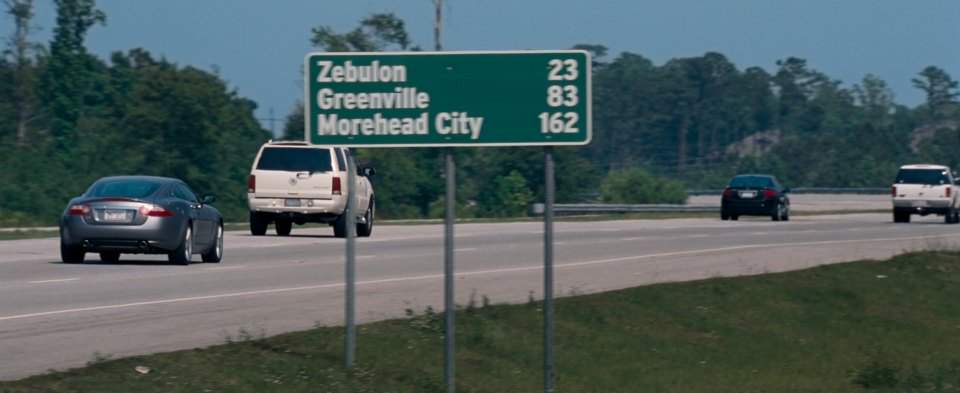 Zebulon 23
Greenville 83
Morehead City 162